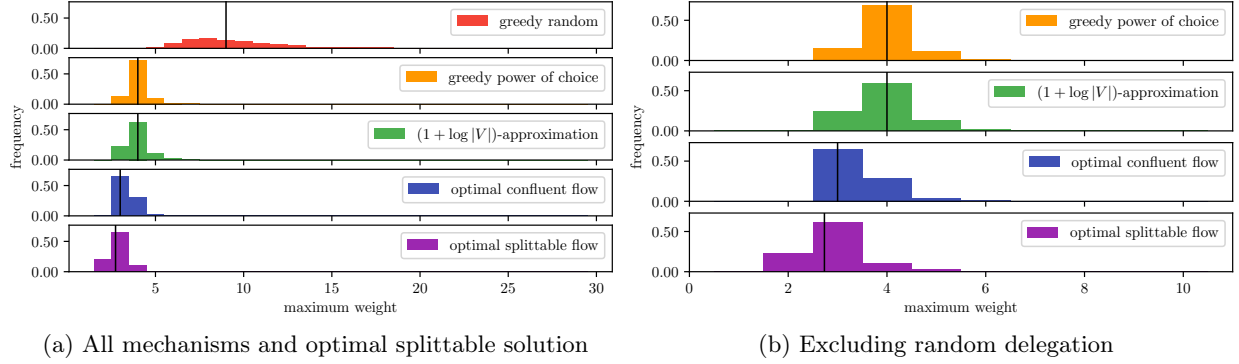 0.50
0.00
greedy random
0.50
0.00
greedy power of choice
0.50
0.00
(1 + log |V|)-approximation
0.50
0.00
optimal confluent flow
0.50
0.00
optimal splittable flow
frequency
5 10 15 20 25 30
maximum weight
(a) All mechanisms and optimal splittable solution
0.50
0.00
greedy power of choice
0.50
0.00
(1 + log |V|)-approximation
0.50
0.00
optimal confluent flow
0.50
0.00
optimal splittable flow
frequency
0 2 4 6 8 10
maximum weight
(b) Excluding random delegation